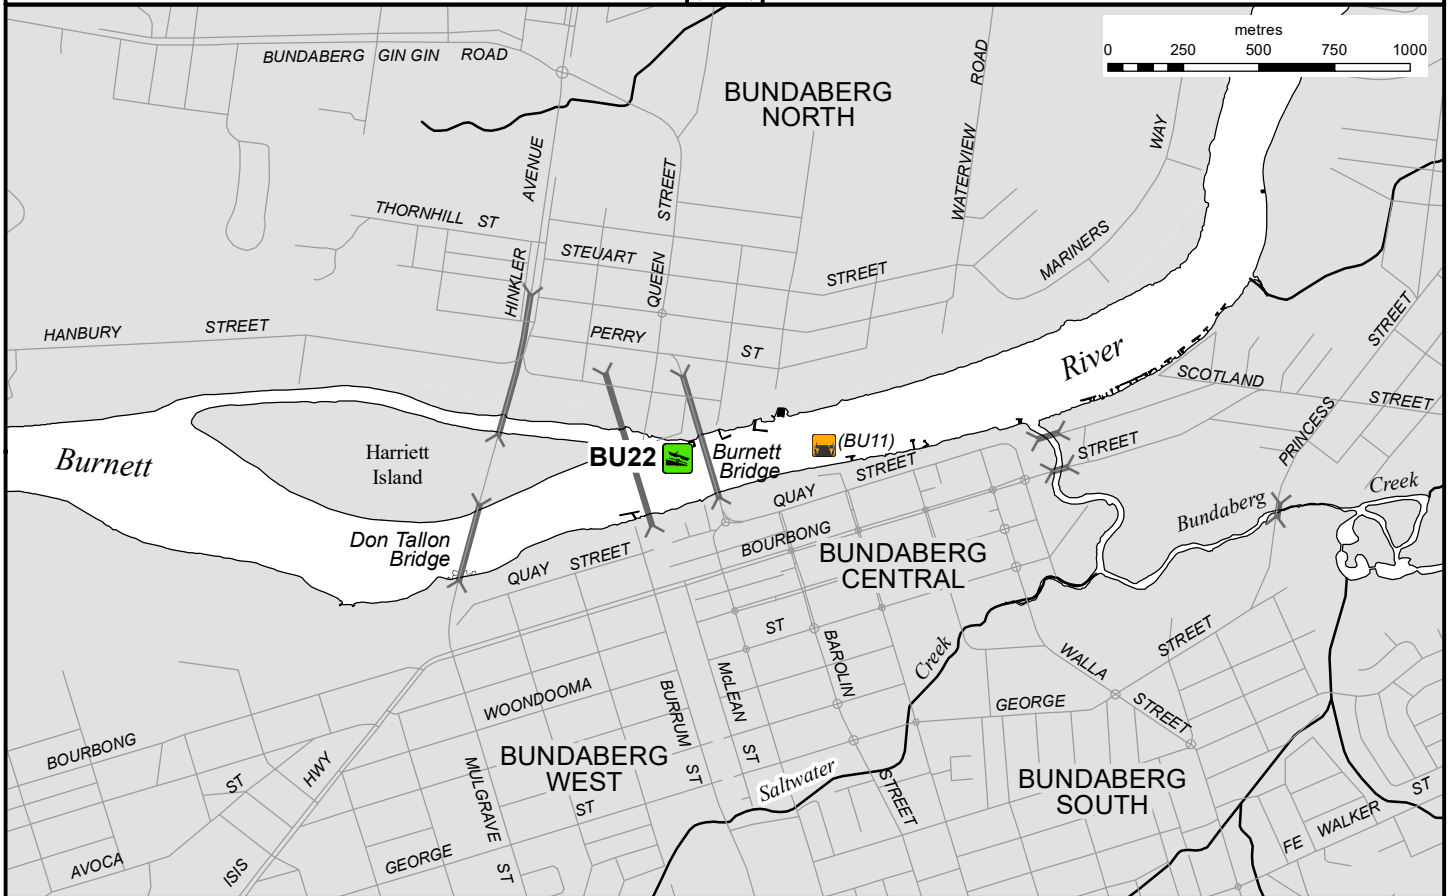 metres
0 250 500 750 1000
BUNDABERG GIN GIN ROAD
BUNDABERG
NORTH
ROAD
WATERVIEW
WAY
MARINERS
AVENUE
HINKLER
STREET
QUEEN
THORNHILL ST
STEUART
STREET
HANBURY STREET
PERRY
ST
River
Burnett
Harriett
Island
BU22
Burnett
Bridge
(BU11)
SCOTLAND
STREET
STREET
PRINCESS
STREET
Creek
Bundaberg
QUAY STREET
BOURBONG
Don Tallon
Bridge
QUAY STREET
BUNDABERG
CENTRAL
ST
BAROLIN
STREET
Creek
Saltwater
WALLA
STREET
STREET
GEORGE
WOONDOOMA
BURRUM
ST
McLEAN
ST
BOURBONG
ST
HWY
ISIS
AVOCA
MULGRAVE
ST
BUNDABERG
WEST
ST
GEORGE
BUNDABERG
SOUTH
FE WALKER ST